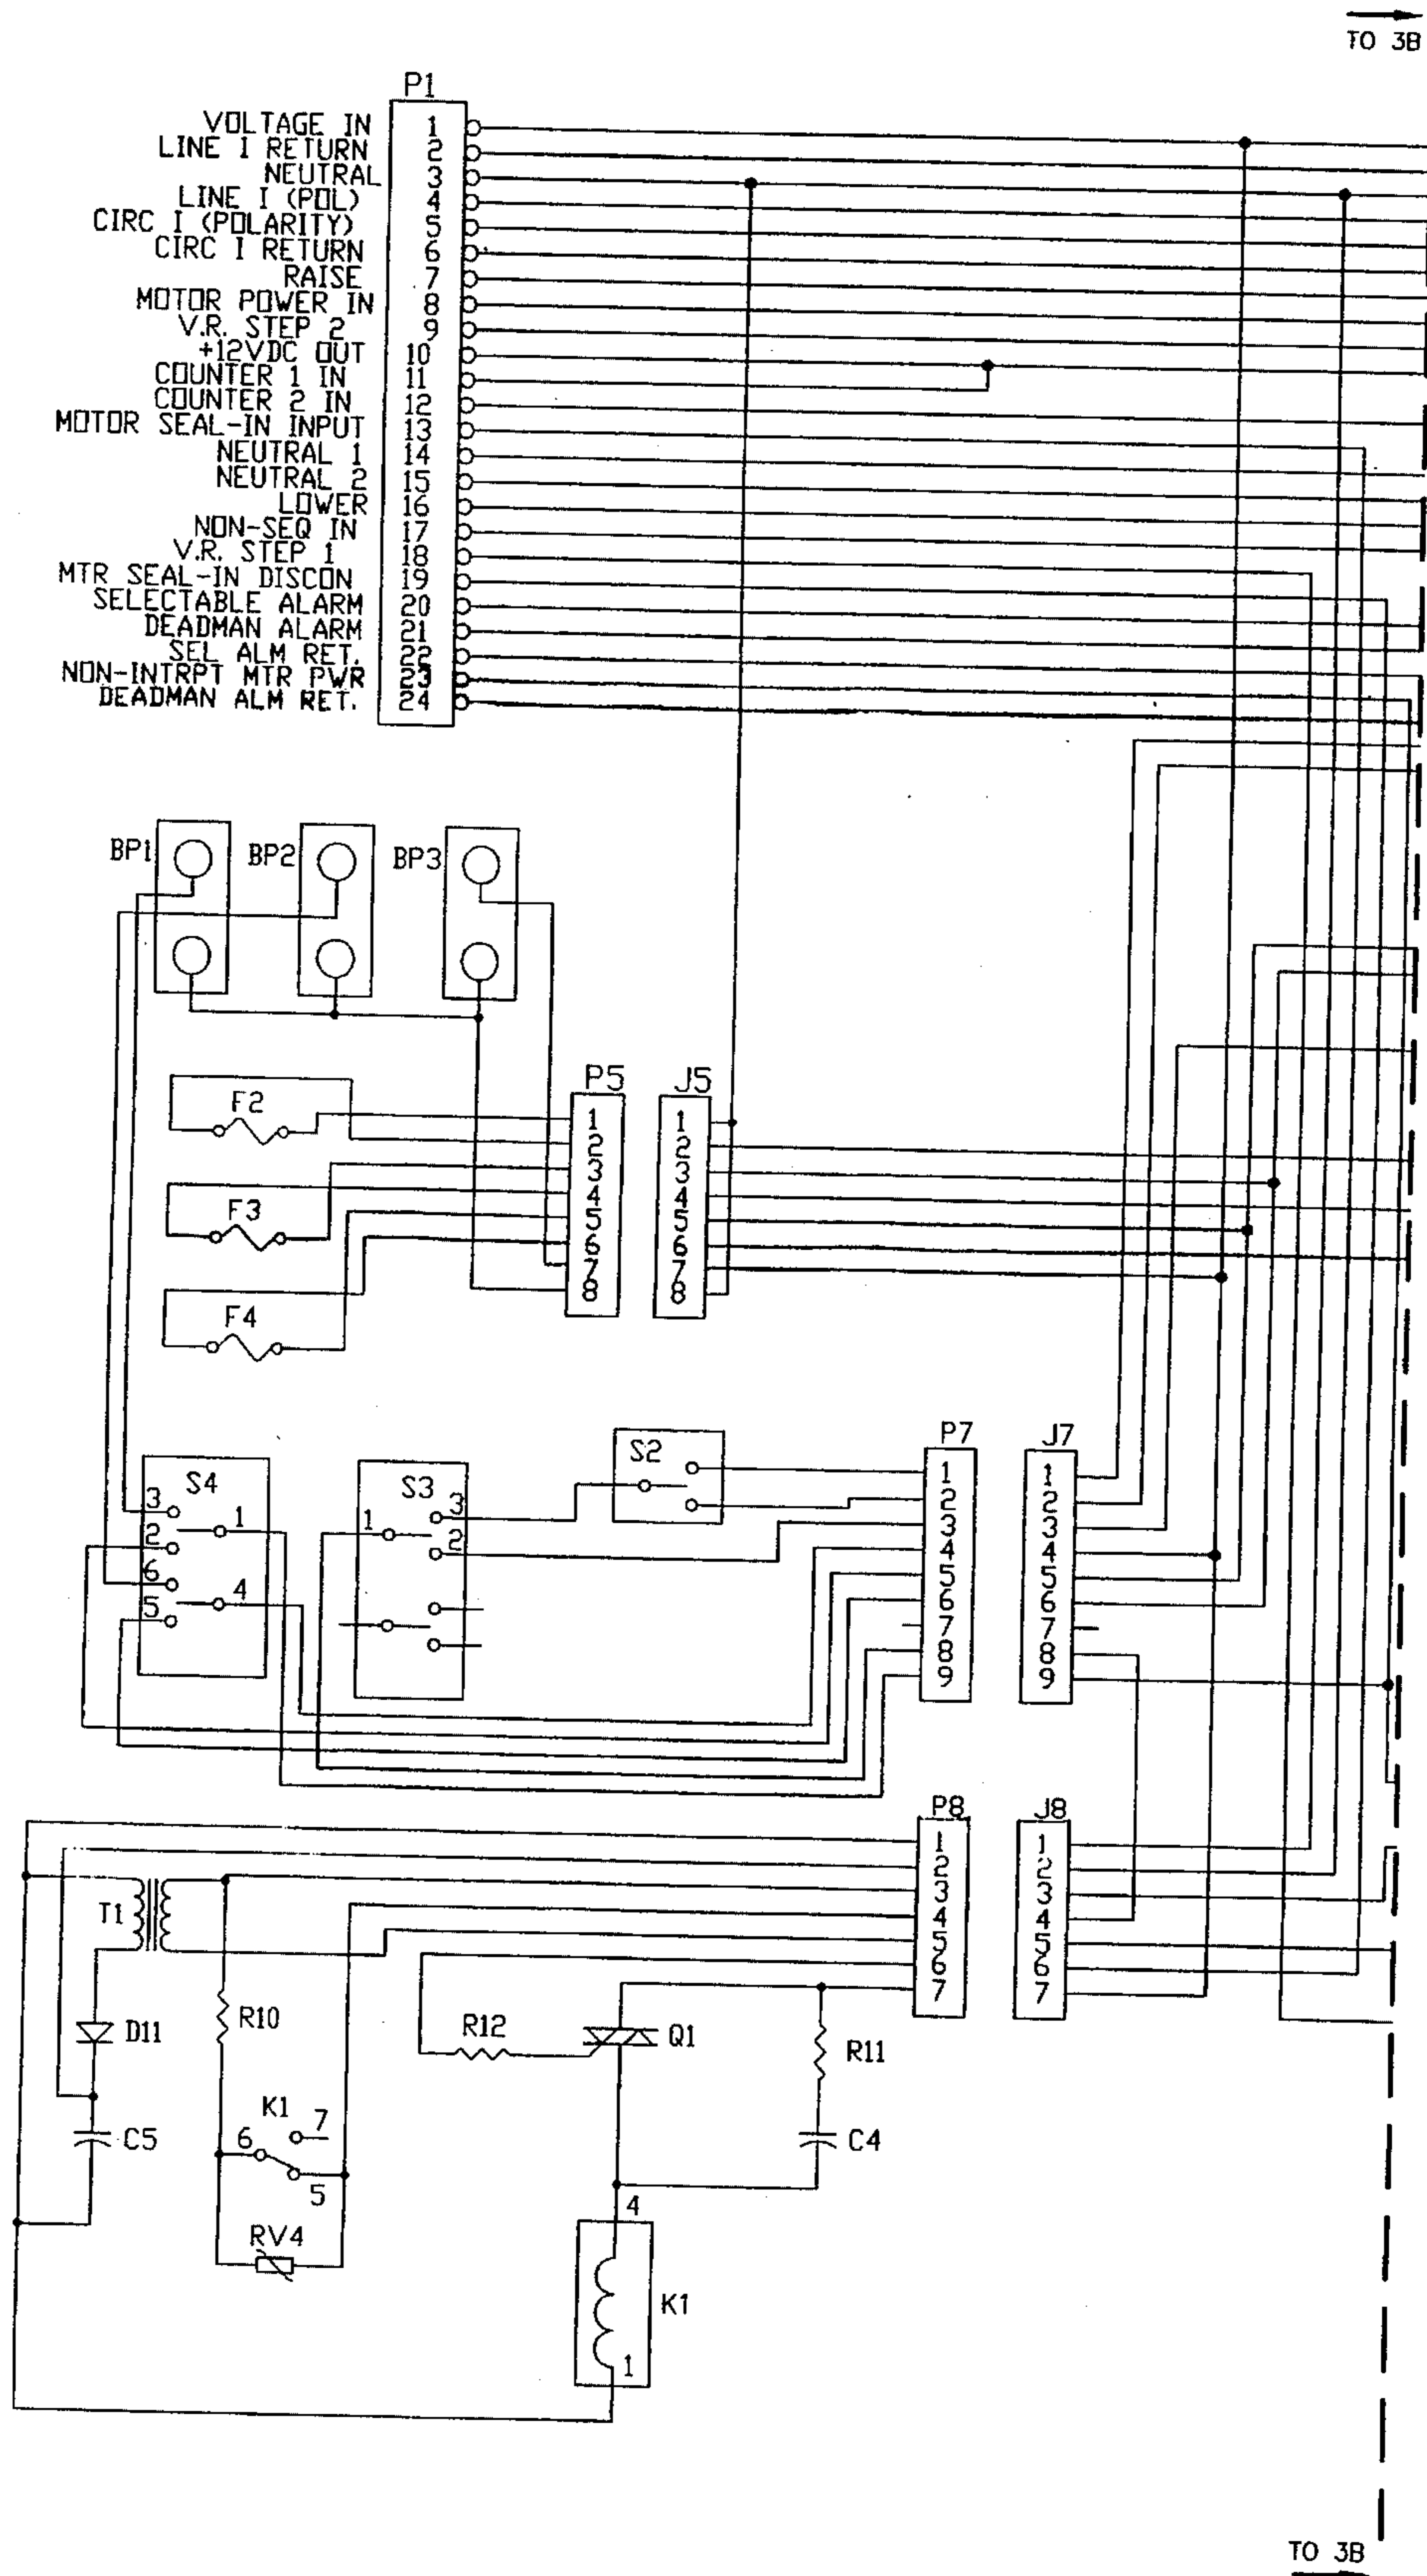 TO 3B
P1
VOLTAGE IN 1
LINE I RETURN 2
NEUTRAL 3
LINE I (POL) 4
CIRC I (POLARITY) 5
CIRC I RETURN 6
RAISE 7
MOTOR POWER IN 8
V.R. STEP 2 9
+12VDC OUT 10
COUNTER 1 IN 11
COUNTER 2 IN 12
MOTOR SEAL-IN INPUT 13
NEUTRAL 1 14
NEUTRAL 2 15
LOWER 16
NON-SEQ IN 17
V.R. STEP 1 18
MTR SEAL-IN DISCON 19
SELECTABLE ALARM 20
DEADMAN ALARM 21
SEL ALM RET. 22
NON-INTRPT MTR PWR 23
DEADMAN ALM RET. 24
BP1 BP2 BP3
P5 J5
F2
1 1
2 2
3 3
4 4
F3
5 5
6 6
7 7
8 8
F4
P7 J7
S4 S3 S2
3 1 2 6 4 5
1 3 2
1 1
2 2
3 3
4 4
5 5
6 6
7 7
8 8
9 9
P8 J8
1 1
2 2
3 3
4 4
5 5
6 6
7 7
T1
D11 R10 R12 Q1 R11
K1 7
6
5
C5 C4
RV4
4
K1
1
TO 3B